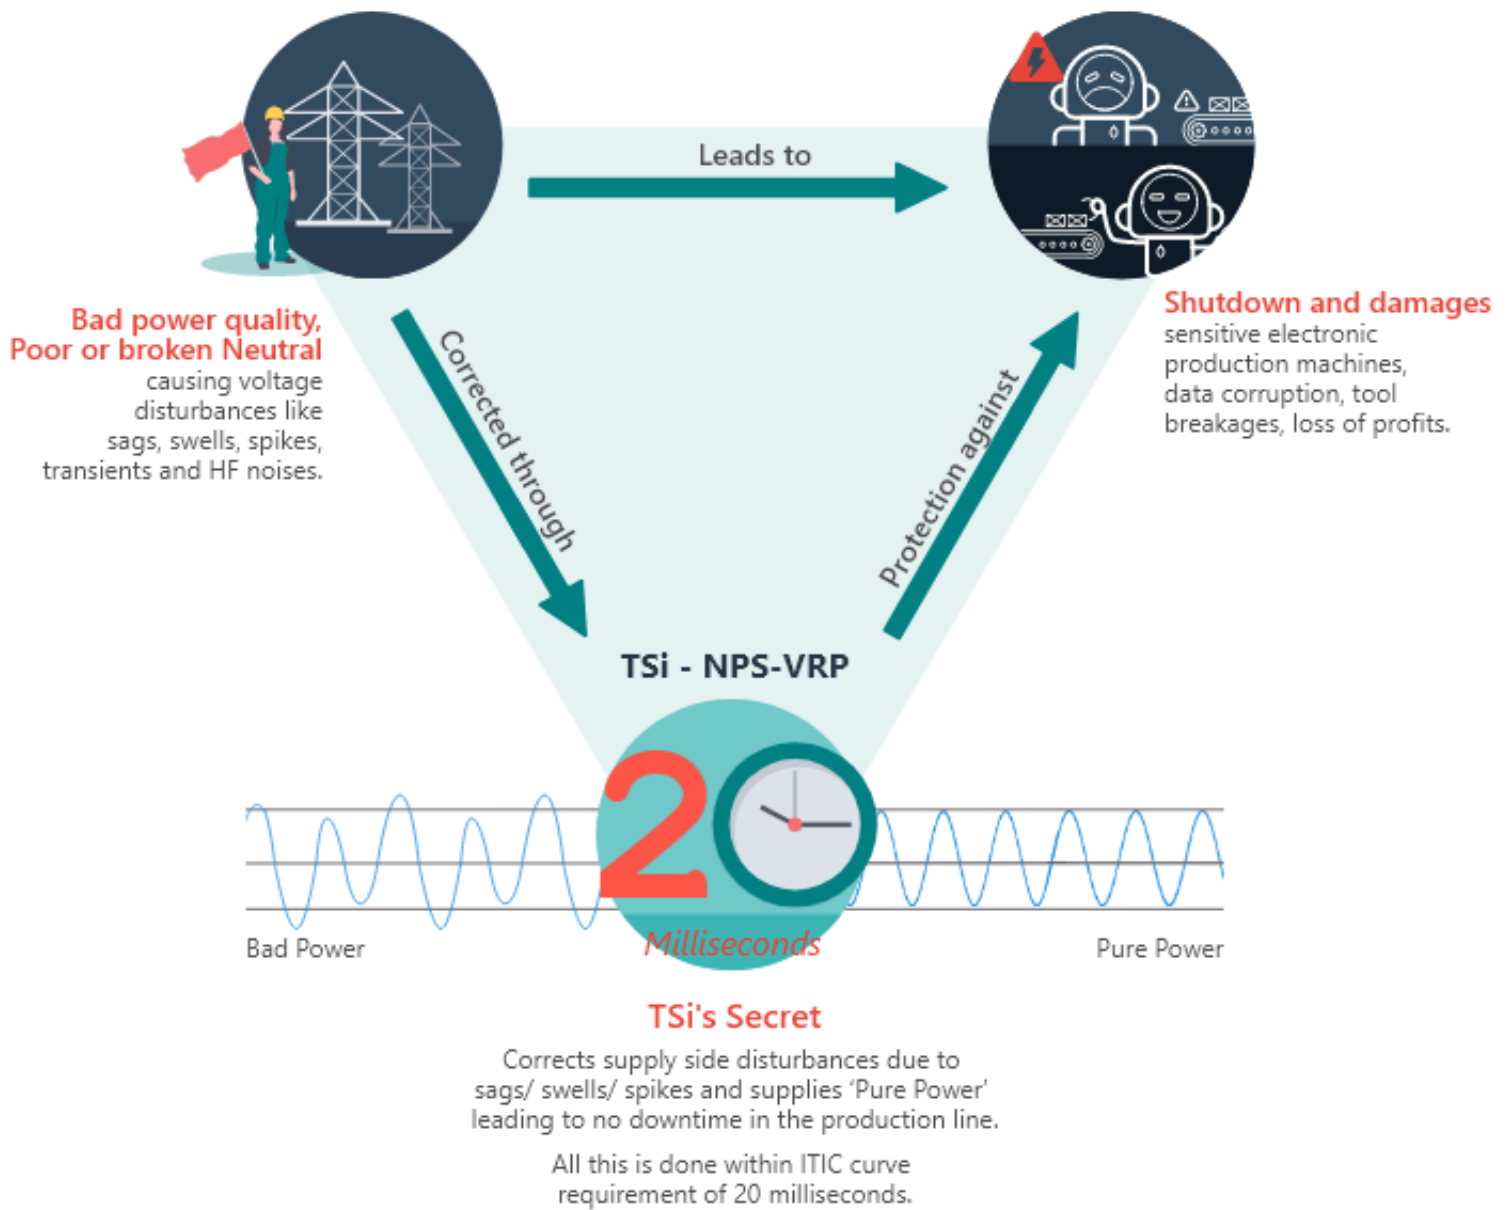 Leads to
Bad power quality,
Poor or broken Neutral
causing voltage
disturbances like
sags, swells, spikes,
transients and HF noises.
Shutdown and damages
sensitive electronic
production machines,
data corruption, tool
breakages, loss of profits.
Corrected through
Protection against
TSi - NPS-VRP
20
Milliseconds
Bad Power
Pure Power
TSi's Secret
Corrects supply side disturbances due to
sags/ swells/ spikes and supplies ‘Pure Power’
leading to no downtime in the production line.
All this is done within ITIC curve
requirement of 20 milliseconds.